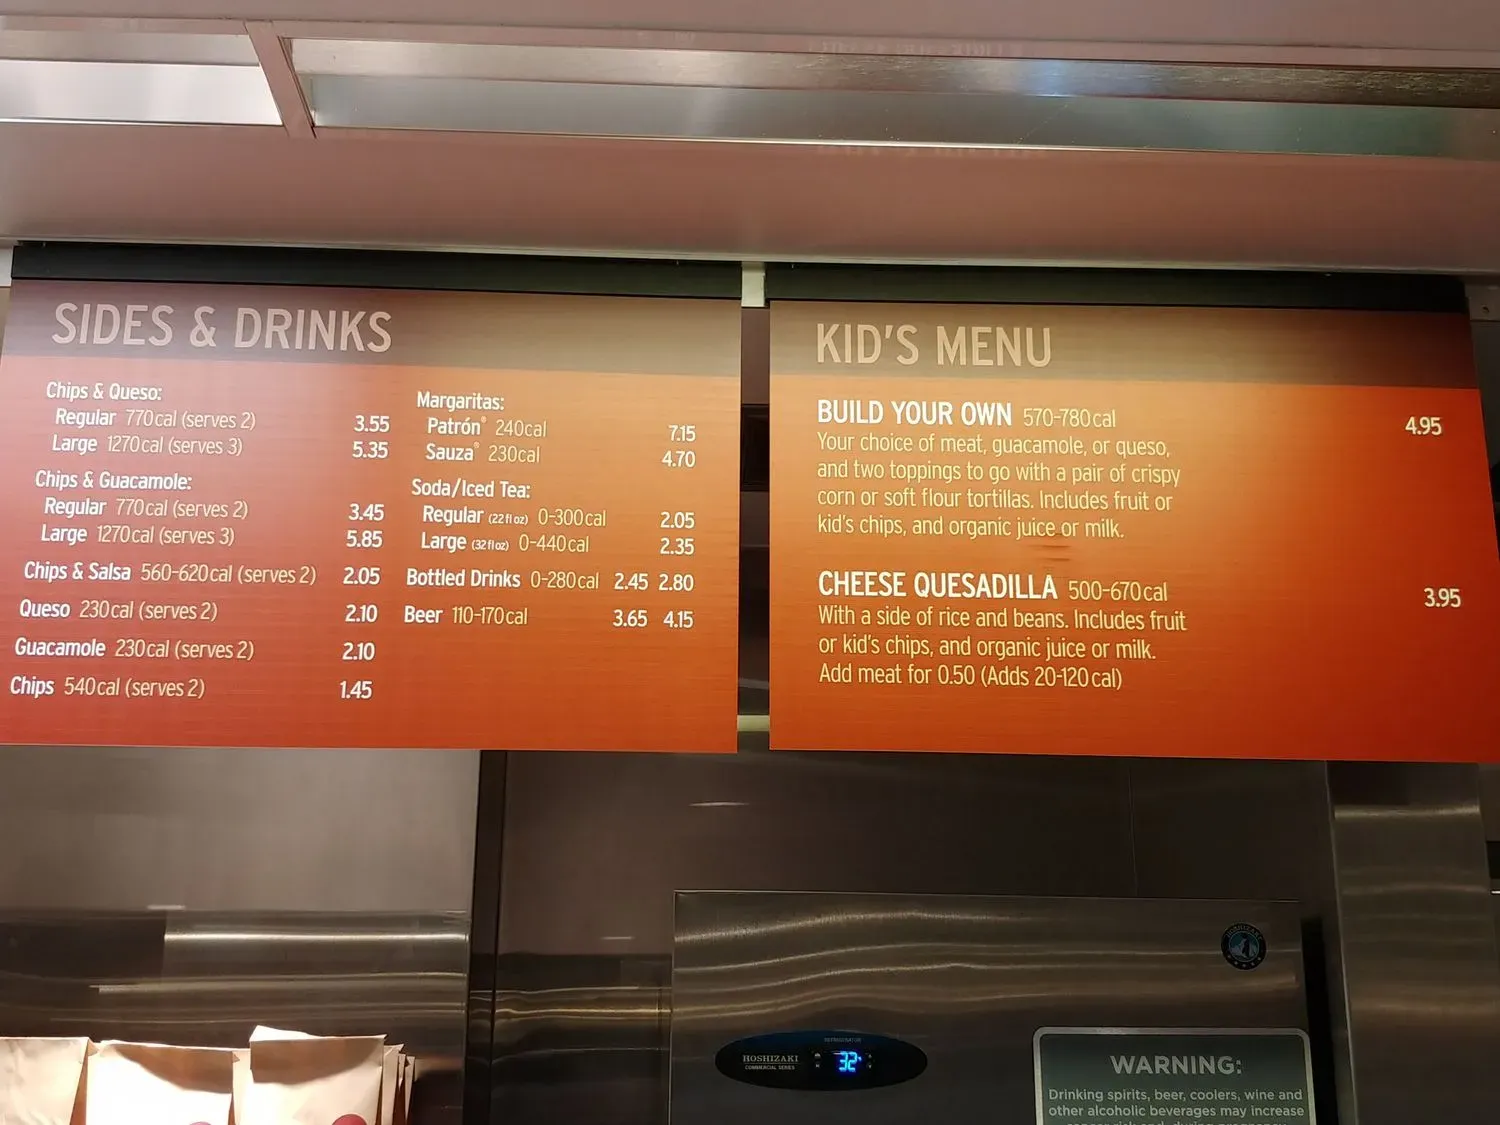 SIDES & DRINKS
Chips & Queso:
Regular 770cal (serves 2) 3.55
Large 1270cal (serves 3) 5.35
Chips & Guacamole:
Regular 770cal (serves 2) 3.45
Large 1270cal (serves 3) 5.85
Chips & Salsa 560-620cal (serves 2) 2.05
Queso 230cal (serves 2) 2.10
Guacamole 230cal (serves 2) 2.10
Chips 540cal (serves 2) 1.45
Margaritas:
Patrón® 240cal 7.15
Sauza® 230cal 4.70
Soda/Iced Tea:
Regular (22floz) 0-300cal 2.05
Large (32floz) 0-440cal 2.35
Bottled Drinks 0-280cal 2.45 2.80
Beer 110-170cal 3.65 4.15
KID'S MENU
BUILD YOUR OWN 570-780cal 4.95
Your choice of meat, guacamole, or queso,
and two toppings to go with a pair of crispy
corn or soft flour tortillas. Includes fruit or
kid's chips, and organic juice or milk.
CHEESE QUESADILLA 500-670cal 3.95
With a side of rice and beans. Includes fruit
or kid's chips, and organic juice or milk.
Add meat for 0.50 (Adds 20-120cal)
HOSHIZAKI
REFRIGERATOR
HOSHIZAKI
COMMERCIAL SERIES
32
WARNING:
Drinking spirits, beer, coolers, wine and
other alcoholic beverages may increase